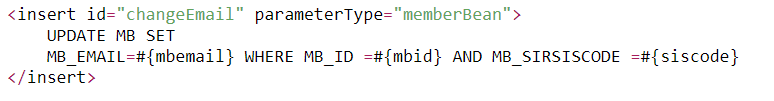 <insert id="changeEmail" parameterType="memberBean">
UPDATE MB SET
MB_EMAIL=#{mbemail} WHERE MB_ID =#{mbid} AND MB_SIRSISCODE =#{siscode}
</insert>